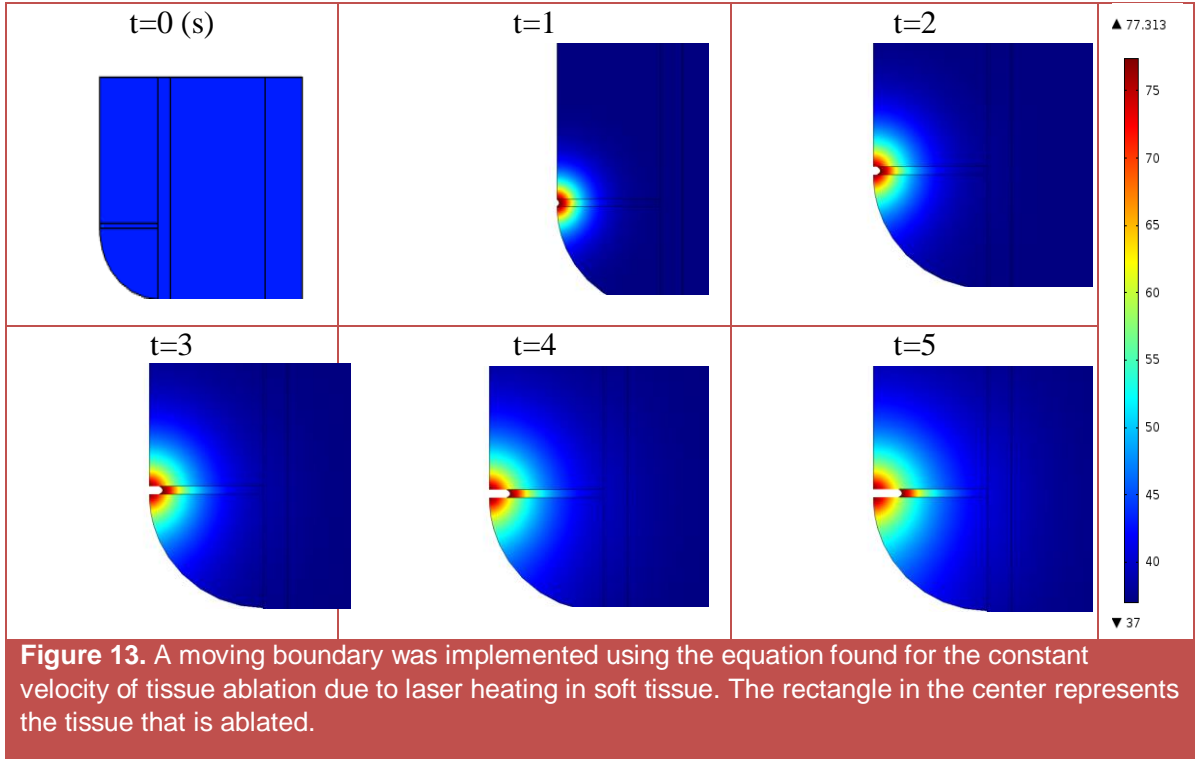 t=0 (s)
t=1
t=2
▲ 77.313
75
70
65
60
55
50
45
40
▼ 37
t=3
t=4
t=5
Figure 13. A moving boundary was implemented using the equation found for the constant
velocity of tissue ablation due to laser heating in soft tissue. The rectangle in the center represents
the tissue that is ablated.